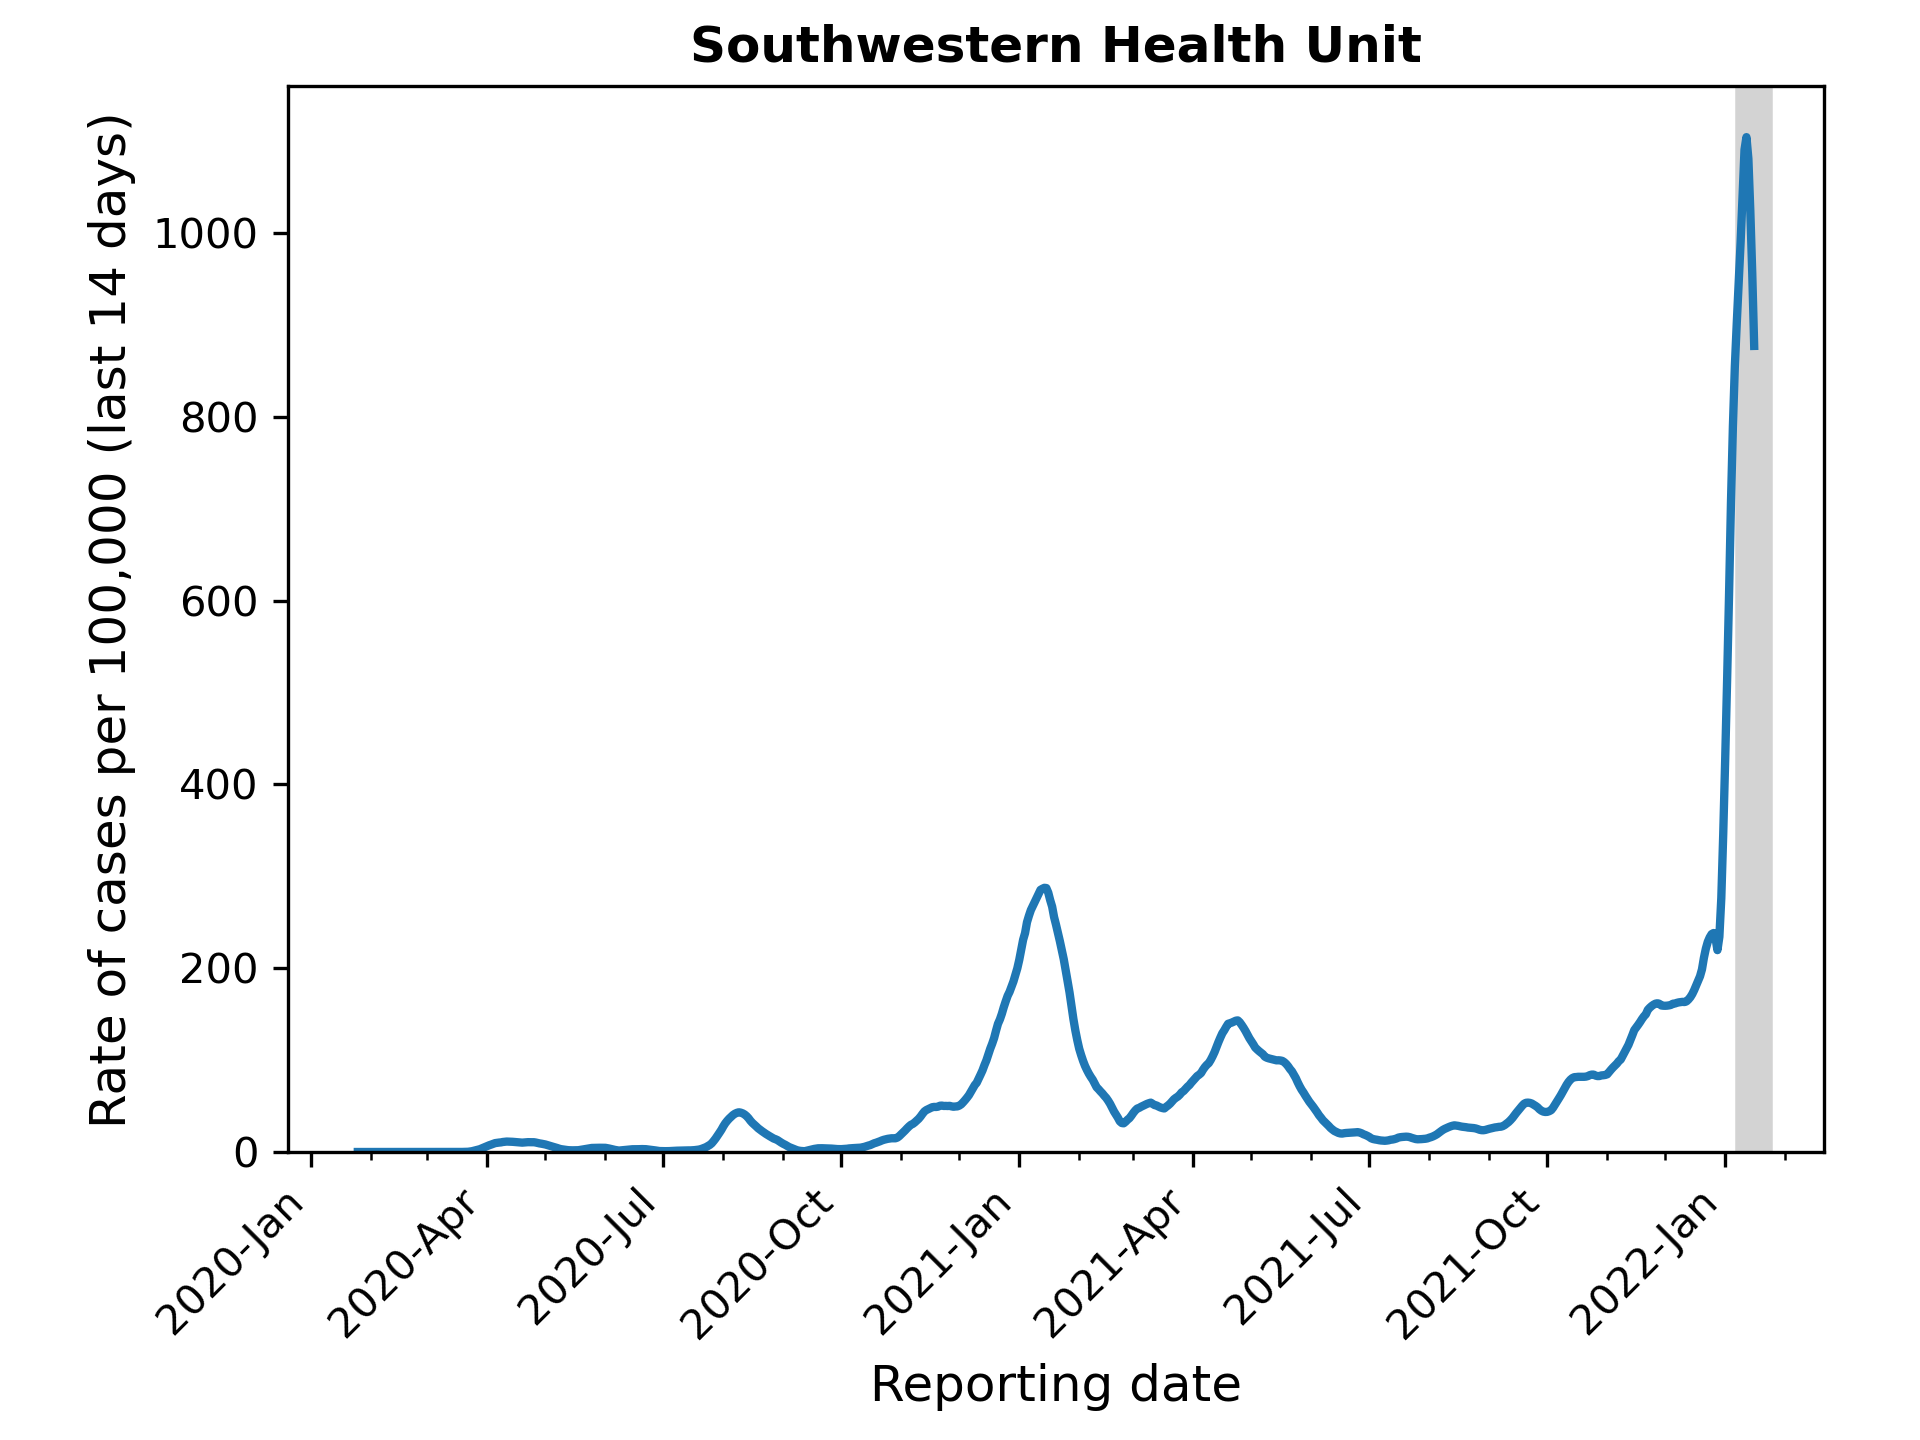 Southwestern Health Unit
Rate of cases per 100,000 (last 14 days)
1000
800
600
400
200
0
2020-Jan
2020-Apr
2020-Jul
2020-Oct
2021-Jan
2021-Apr
2021-Jul
2021-Oct
2022-Jan
Reporting date